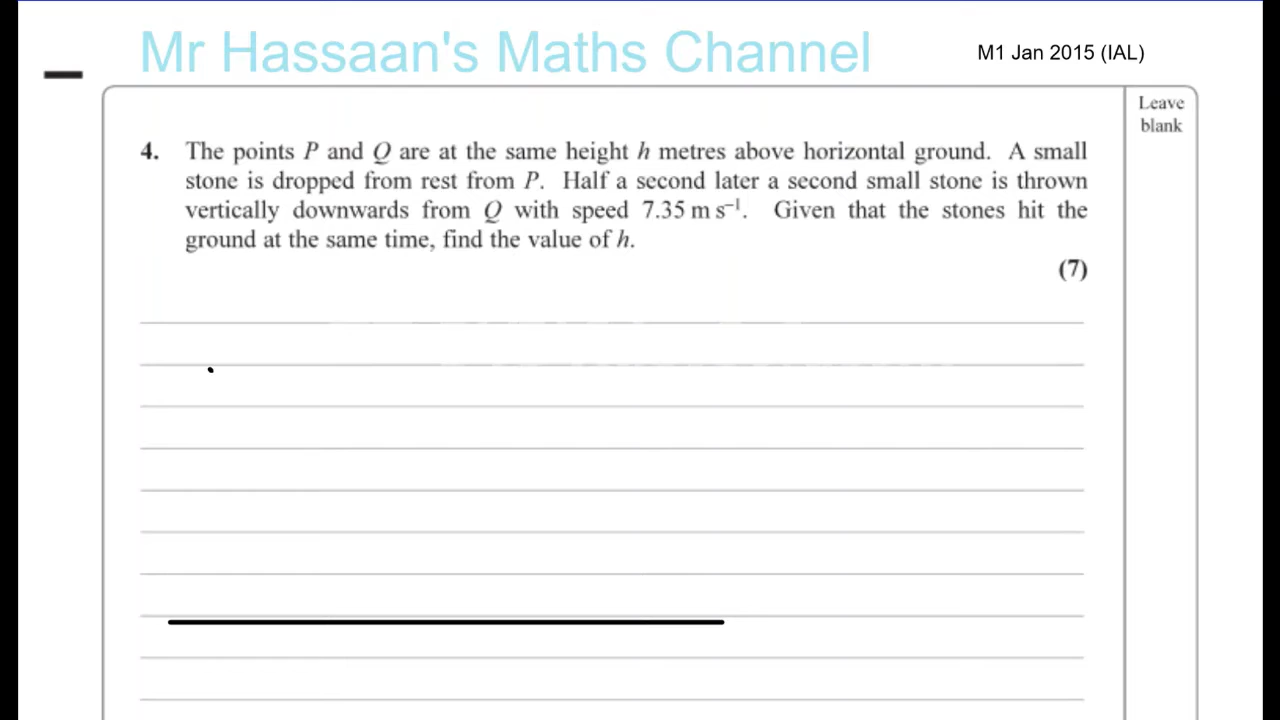 Mr Hassaan's Maths Channel
M1 Jan 2015 (IAL)
Leave
blank
4. The points P and Q are at the same height h metres above horizontal ground. A small
stone is dropped from rest from P. Half a second later a second small stone is thrown
vertically downwards from Q with speed 7.35 m s⁻¹. Given that the stones hit the
ground at the same time, find the value of h.
(7)